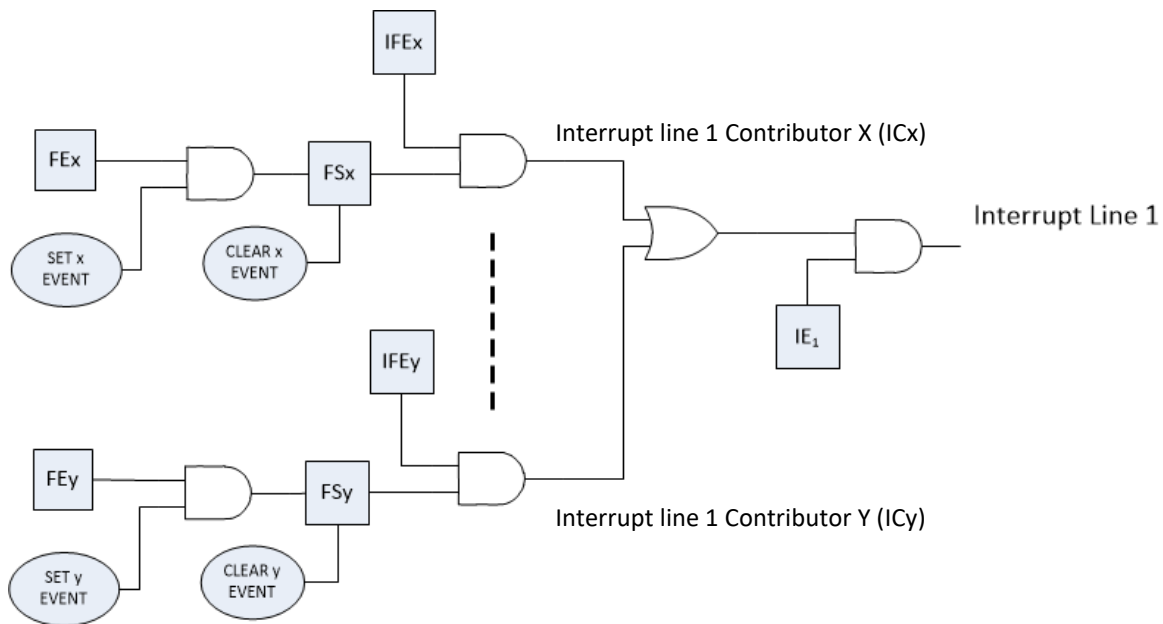 IFEx
Interrupt line 1 Contributor X (ICx)
FEx
FSx
SET x
EVENT
CLEAR x
EVENT
Interrupt Line 1
IE₁
IFEy
FEy
FSy
Interrupt line 1 Contributor Y (ICy)
SET y
EVENT
CLEAR y
EVENT